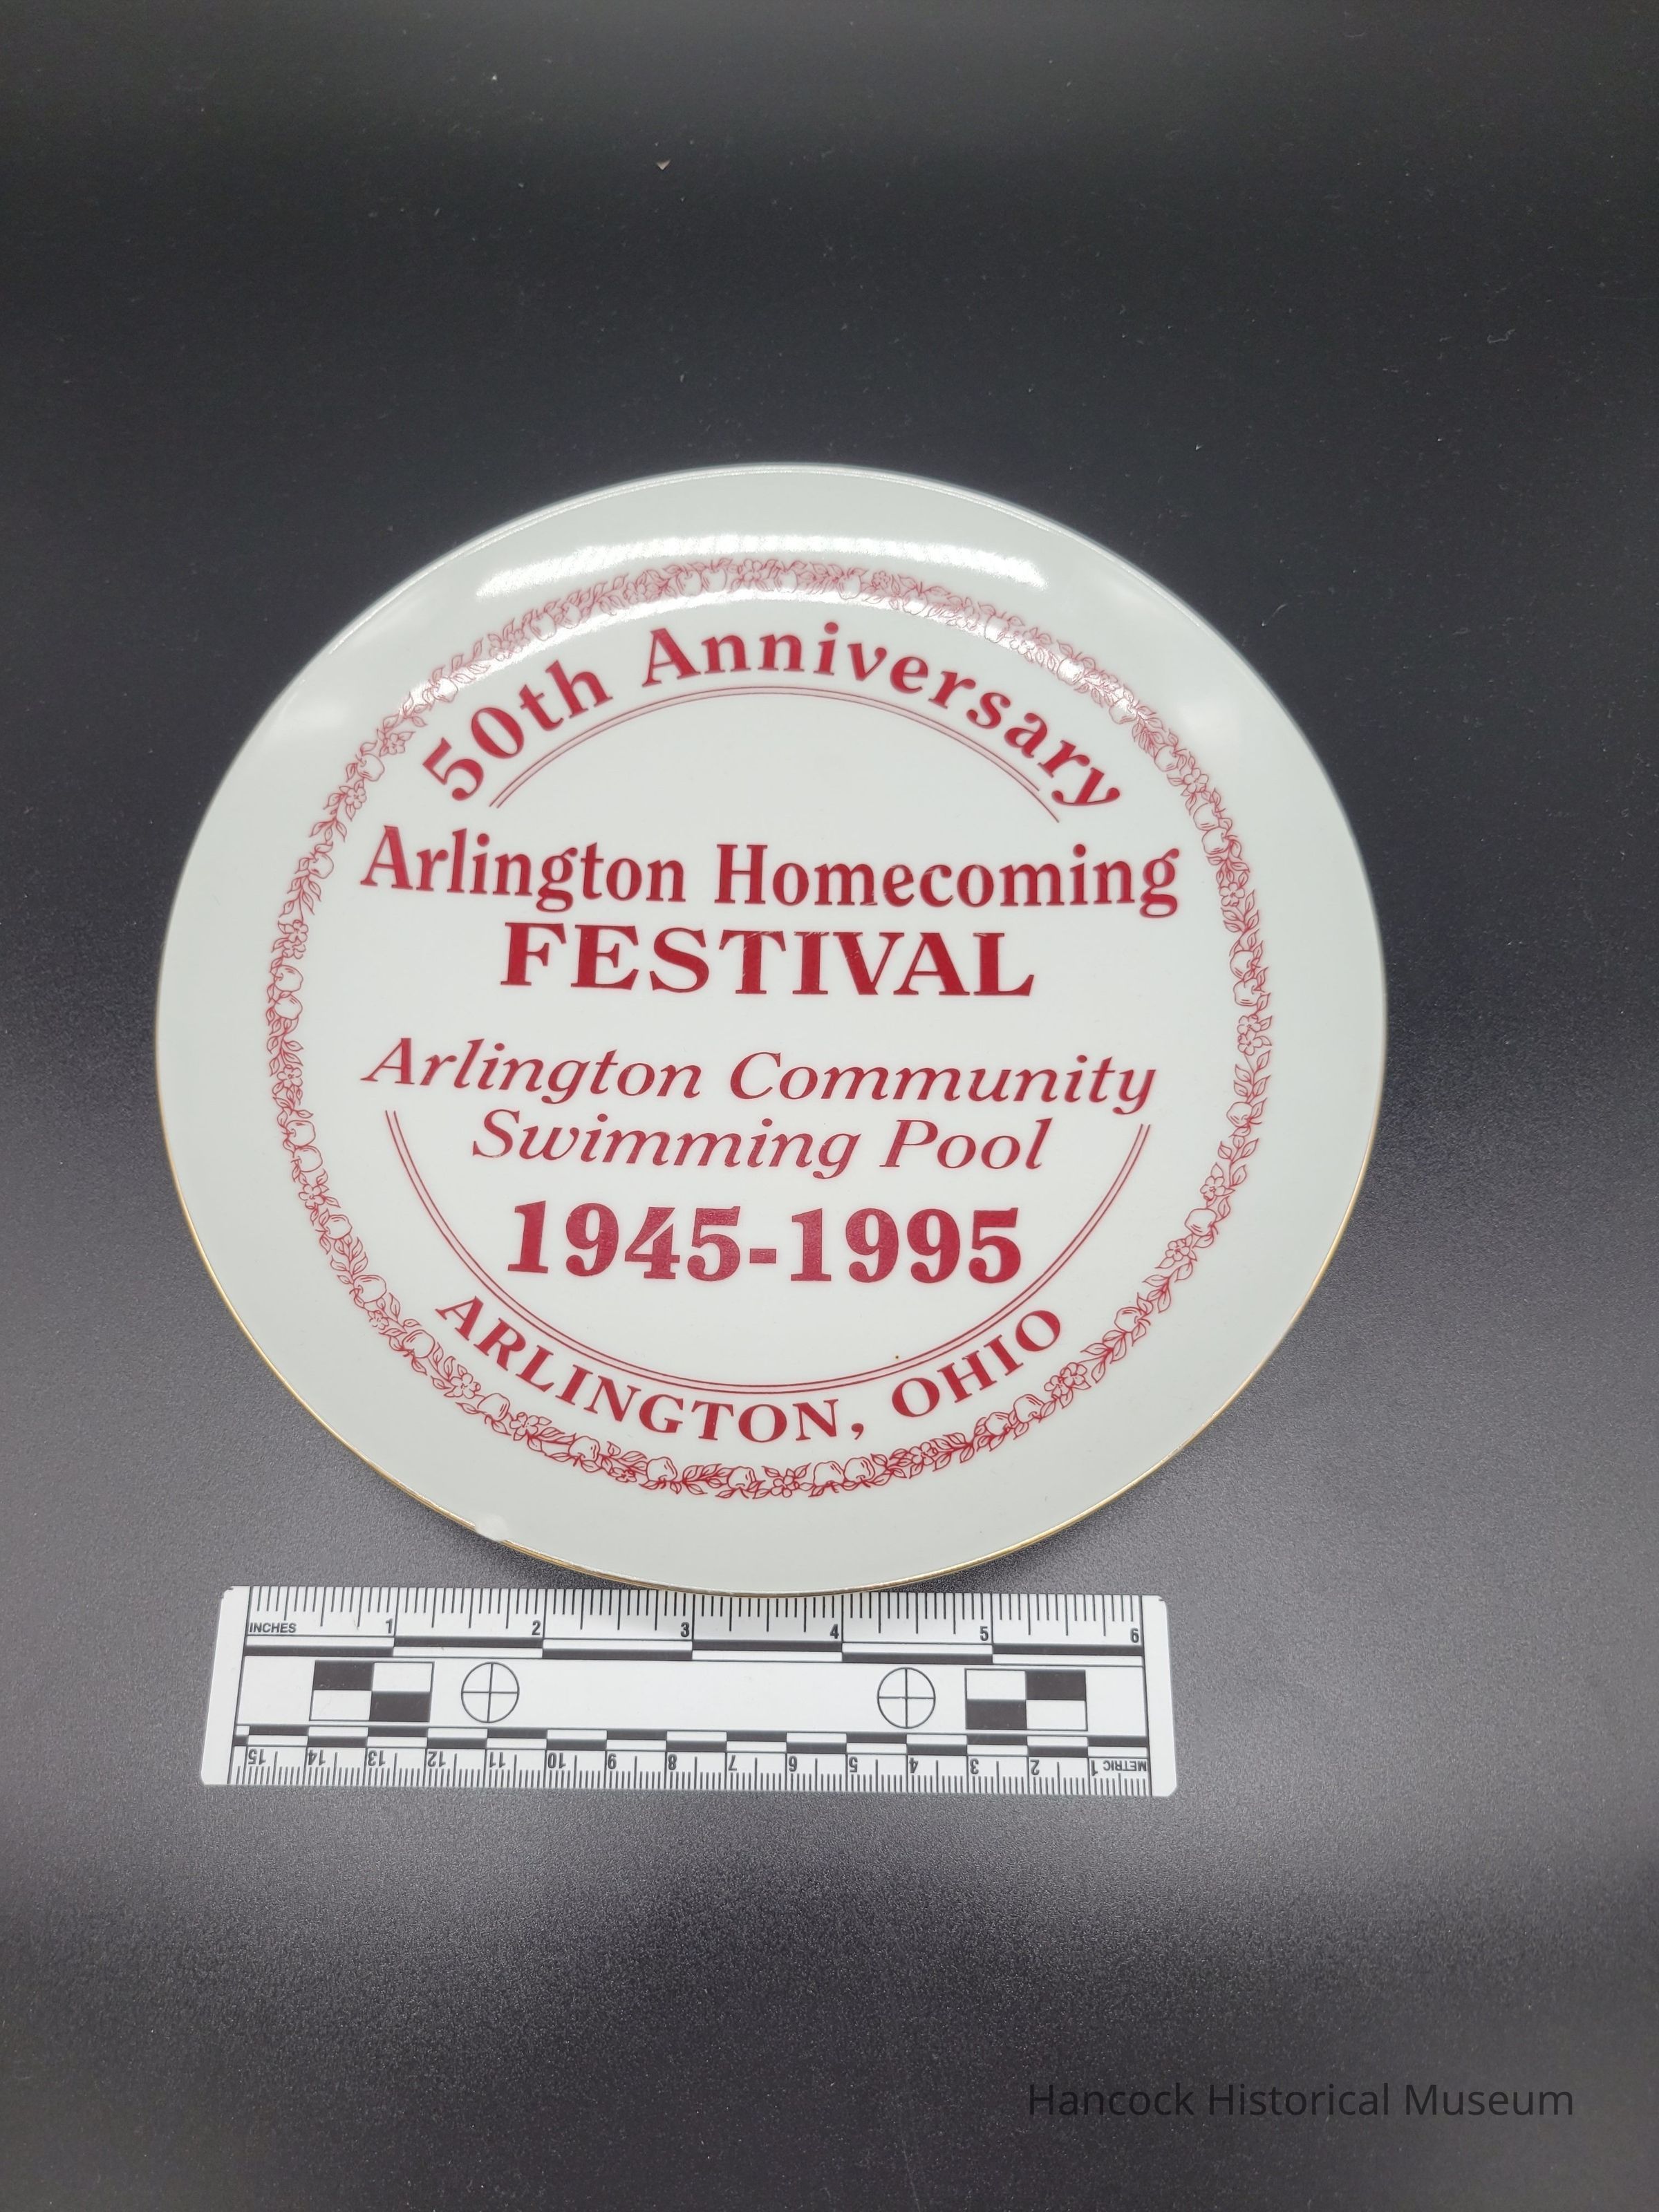 50th Anniversary
Arlington Homecoming
FESTIVAL
Arlington Community
Swimming Pool
1945-1995
ARLINGTON, OHIO
INCHES 1 2 3 4 5 6
15 14 13 12 11 10 9 8 7 6 5 4 3 2 1 METRIC
Hancock Historical Museum